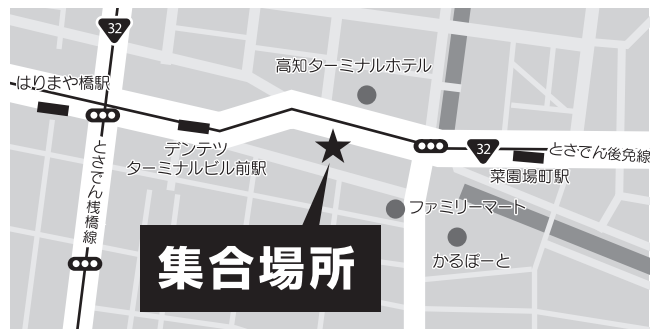 32
高知ターミナルホテル
はりまや橋駅
デンテツ
ターミナルビル前駅
32
とさでん後免線
菜園場町駅
とさでん桟橋線
ファミリーマート
かるぽーと
集合場所